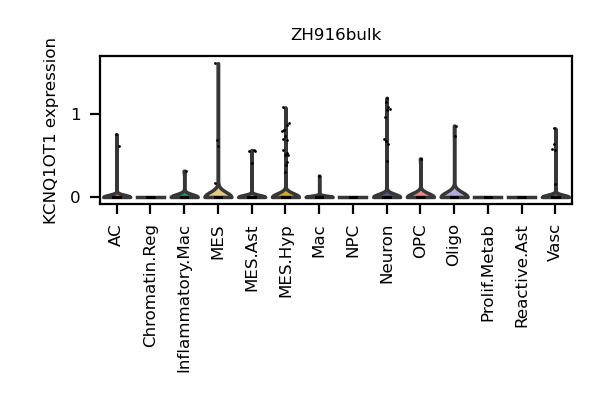 ZH916bulk
KCNQ1OT1 expression
1
0
AC
Chromatin.Reg
Inflammatory.Mac
MES
MES.Ast
MES.Hyp
Mac
NPC
Neuron
OPC
Oligo
Prolif.Metab
Reactive.Ast
Vasc